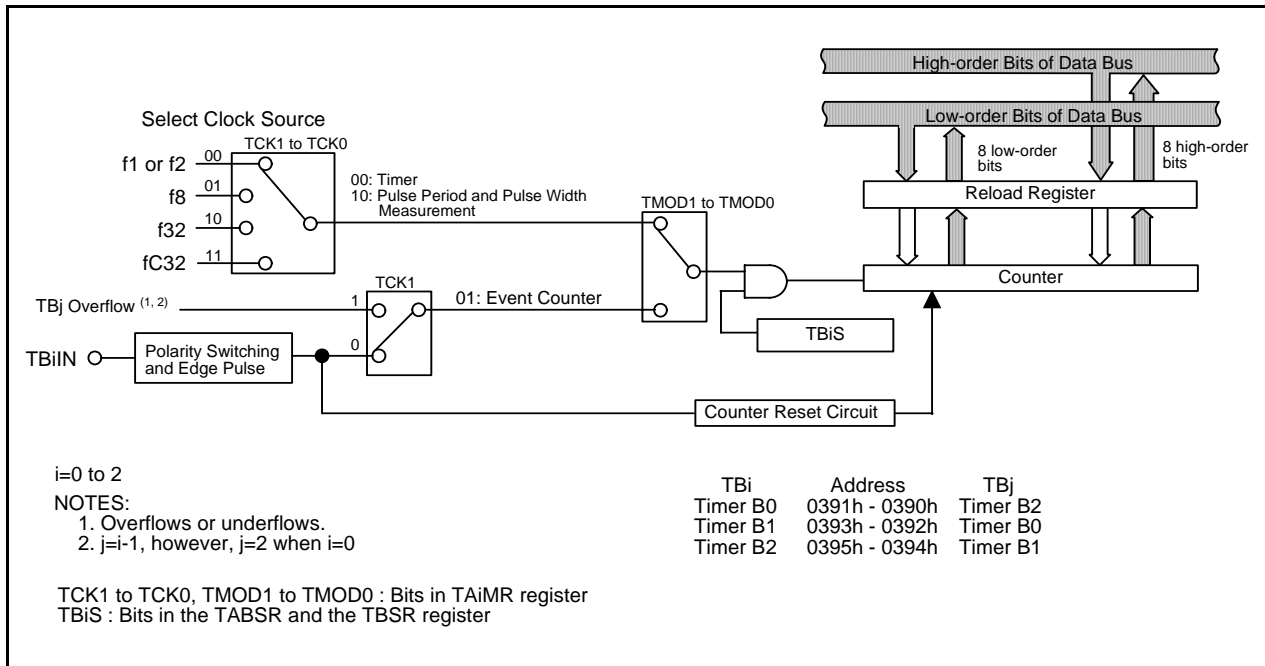 High-order Bits of Data Bus
Low-order Bits of Data Bus
8 low-order
bits
8 high-order
bits
Select Clock Source
TCK1 to TCK0
f1 or f2
00
f8
01
f32
10
fC32
11
00: Timer
10: Pulse Period and Pulse Width
Measurement
TMOD1 to TMOD0
Reload Register
Counter
TCK1
TBj Overflow (1, 2)
1
01: Event Counter
TBiS
TBiIN
Polarity Switching
and Edge Pulse
0
Counter Reset Circuit
i=0 to 2
NOTES:
1. Overflows or underflows.
2. j=i-1, however, j=2 when i=0
TBi Address TBj
Timer B0 0391h - 0390h Timer B2
Timer B1 0393h - 0392h Timer B0
Timer B2 0395h - 0394h Timer B1
TCK1 to TCK0, TMOD1 to TMOD0 : Bits in TAiMR register
TBiS : Bits in the TABSR and the TBSR register